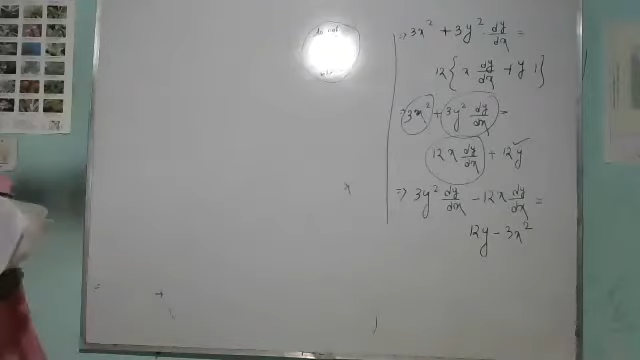 ⇒ 3x² + 3y² · dy/dx =
12 { x dy/dx + y · 1 }
⇒ 3x² + 3y² dy/dx =
12x dy/dx + 12y
⇒ 3y² dy/dx - 12x dy/dx =
12y - 3x²